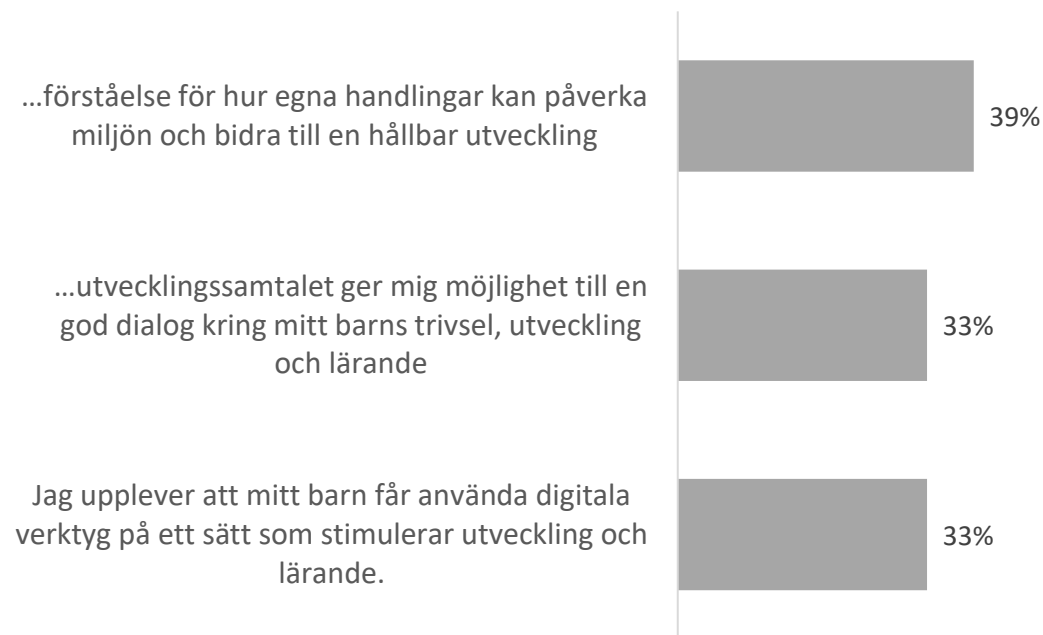 ...förståelse för hur egna handlingar kan påverka
miljön och bidra till en hållbar utveckling
39%
...utvecklingssamtalet ger mig möjlighet till en
god dialog kring mitt barns trivsel, utveckling
och lärande
33%
Jag upplever att mitt barn får använda digitala
verktyg på ett sätt som stimulerar utveckling och
lärande.
33%